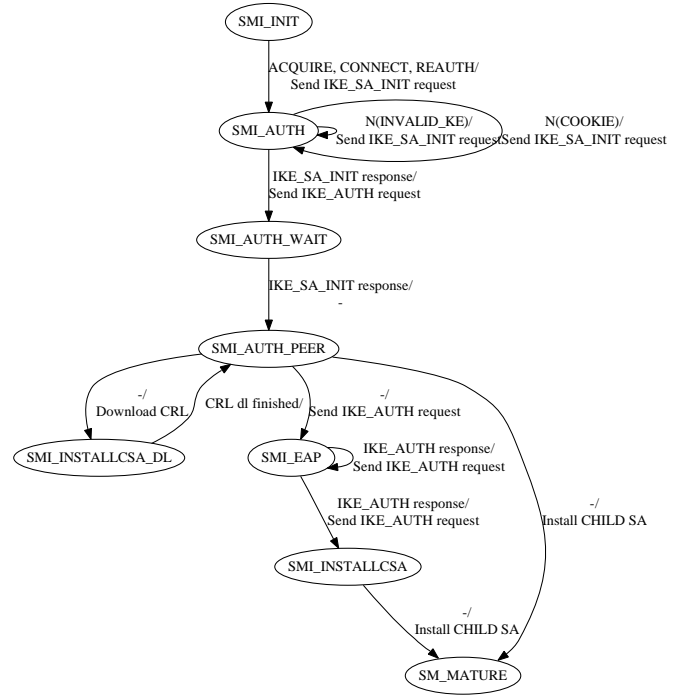 SMI_INIT
ACQUIRE, CONNECT, REAUTH/
Send IKE_SA_INIT request
SMI_AUTH
N(INVALID_KE)/
Send IKE_SA_INIT request
N(COOKIE)/
Send IKE_SA_INIT request
IKE_SA_INIT response/
Send IKE_AUTH request
SMI_AUTH_WAIT
IKE_SA_INIT response/
-
SMI_AUTH_PEER
-/
Download CRL
CRL dl finished/
-/
Send IKE_AUTH request
SMI_INSTALLCSA_DL
SMI_EAP
IKE_AUTH response/
Send IKE_AUTH request
IKE_AUTH response/
Send IKE_AUTH request
-/
Install CHILD SA
SMI_INSTALLCSA
-/
Install CHILD SA
SM_MATURE